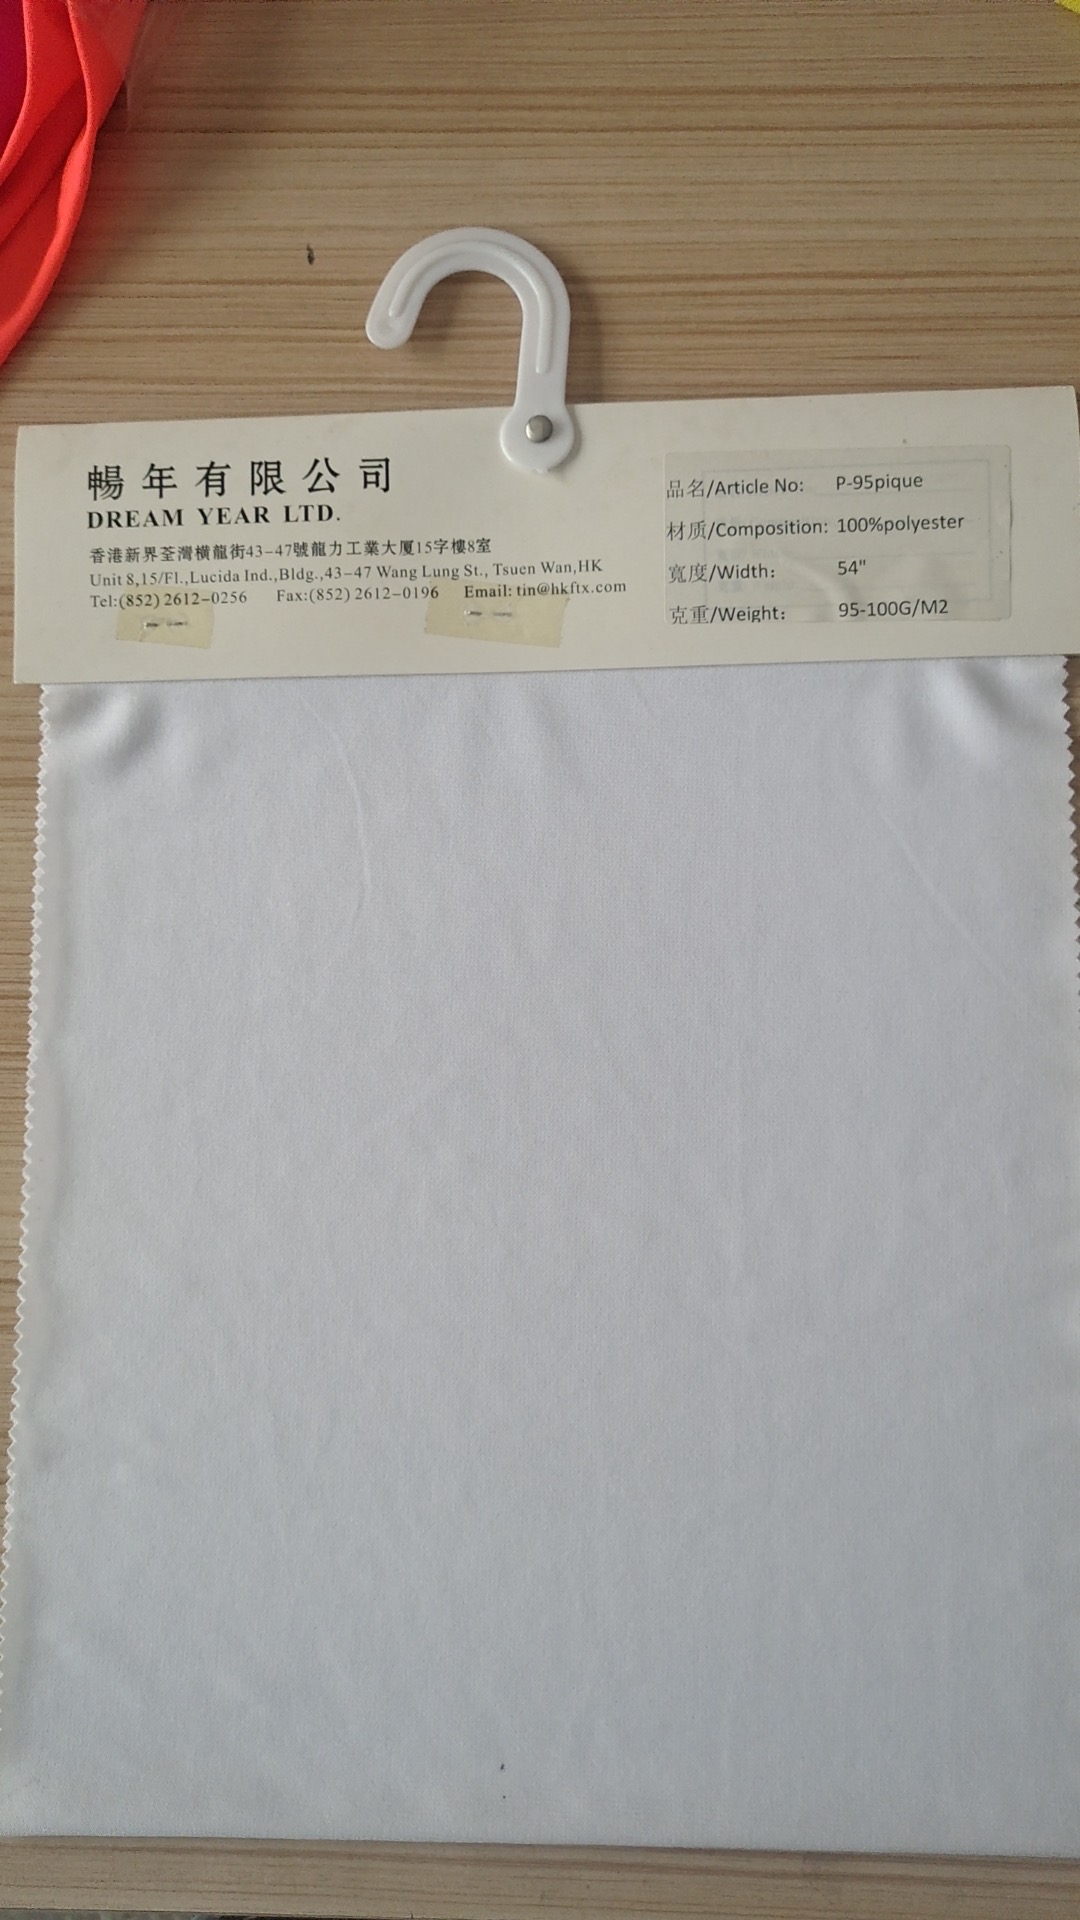 暢年有限公司
DREAM YEAR LTD.
香港新界荃灣橫龍街43-47號龍力工業大厦15字樓8室
Unit 8,15/Fl.,Lucida Ind.,Bldg.,43-47 Wang Lung St., Tsuen Wan,HK
Tel:(852) 2612-0256 Fax:(852) 2612-0196 Email: tin@hkftx.com
品名/Article No: P-95pique
材质/Composition: 100%polyester
寬度/Width: 54"
克重/Weight: 95-100G/M2